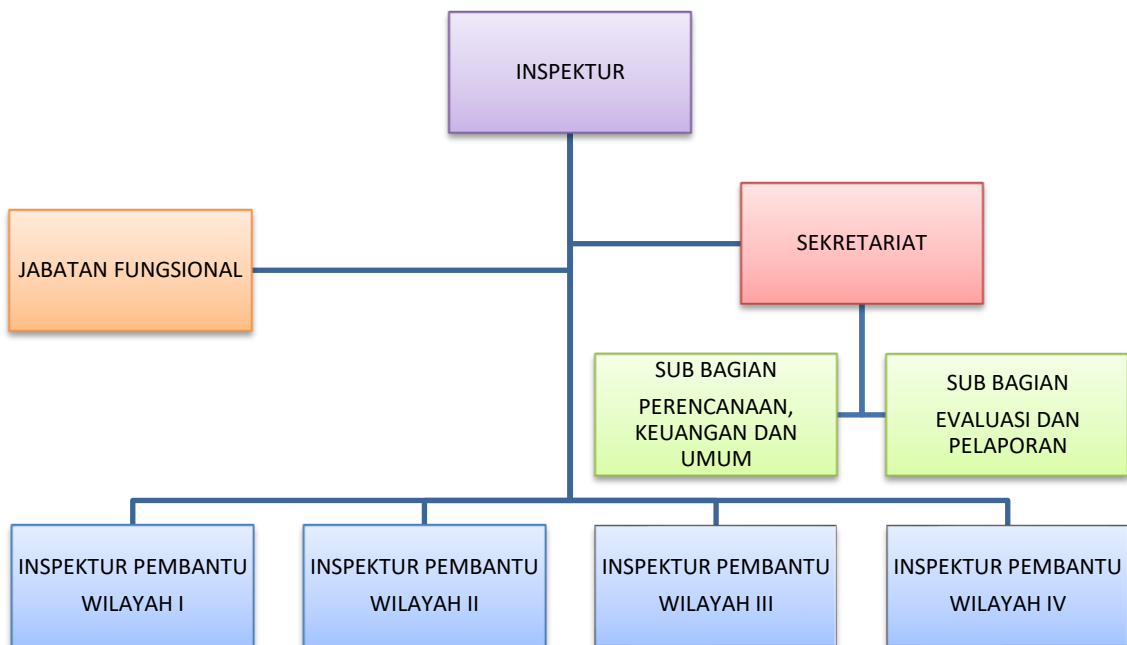 INSPEKTUR
SEKRETARIAT
JABATAN FUNGSIONAL
SUB BAGIAN
PERENCANAAN,
KEUANGAN DAN
UMUM
SUB BAGIAN
EVALUASI DAN
PELAPORAN
INSPEKTUR PEMBANTU
WILAYAH I
INSPEKTUR PEMBANTU
WILAYAH II
INSPEKTUR PEMBANTU
WILAYAH III
INSPEKTUR PEMBANTU
WILAYAH IV